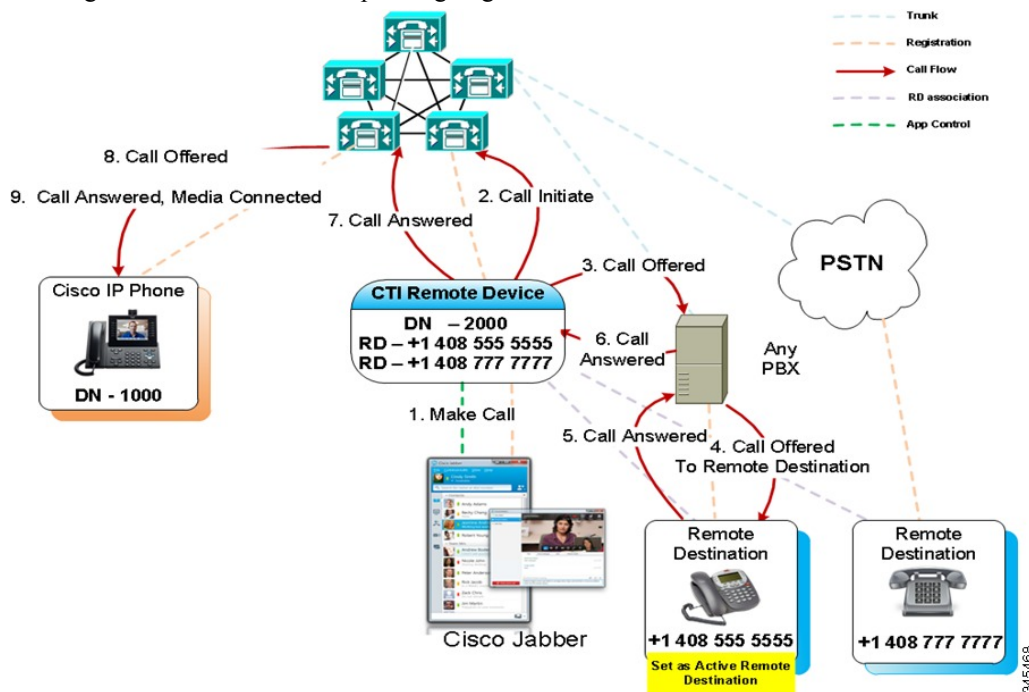 Trunk
Registration
Call Flow
RD association
App Control
8. Call Offered
9. Call Answered, Media Connected
7. Call Answered
2. Call Initiate
3. Call Offered
Cisco IP Phone
DN - 1000
CTI Remote Device
DN – 2000
RD – +1 408 555 5555
RD – +1 408 777 7777
6. Call
Answered
Any
PBX
PSTN
1. Make Call
5. Call Answered
4. Call Offered
To Remote Destination
Cisco Jabber
Remote
Destination
+1 408 555 5555
Set as Active Remote
Destination
Remote
Destination
+1 408 777 7777